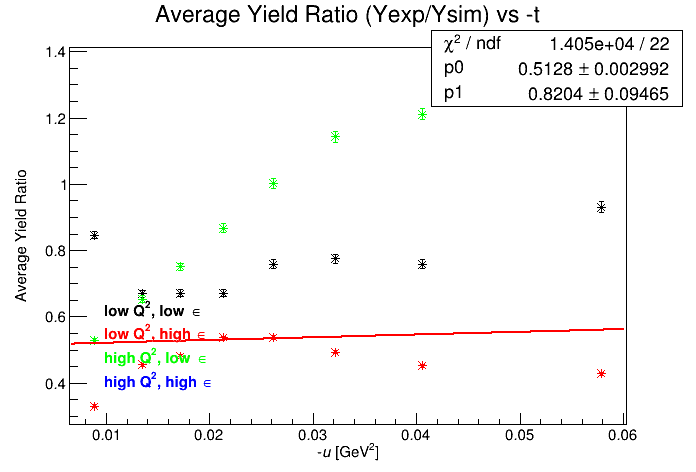 Average Yield Ratio (Yexp/Ysim) vs -t
χ² / ndf 1.405e+04 / 22
p0 0.5128 ± 0.002992
p1 0.8204 ± 0.09465
Average Yield Ratio
1.4
1.2
1
0.8
0.6
0.4
low Q², low ∈
low Q², high ∈
high Q², low ∈
high Q², high ∈
0.01 0.02 0.03 0.04 0.05 0.06
-u [GeV²]